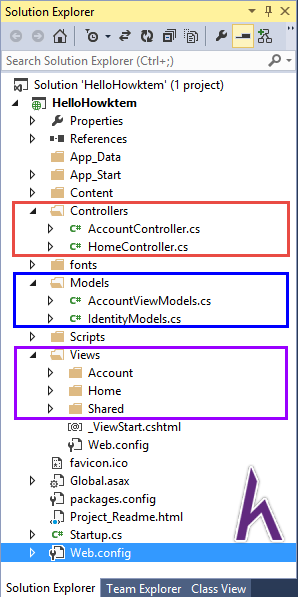 Solution Explorer
Search Solution Explorer (Ctrl+;)
Solution 'HelloHowktem' (1 project)
HelloHowktem
Properties
References
App_Data
App_Start
Content
Controllers
C# AccountController.cs
C# HomeController.cs
fonts
Models
C# AccountViewModels.cs
C# IdentityModels.cs
Scripts
Views
Account
Home
Shared
[@] _ViewStart.cshtml
Web.config
favicon.ico
Global.asax
packages.config
Project_Readme.html
C# Startup.cs
Web.config
Solution Explorer Team Explorer Class View